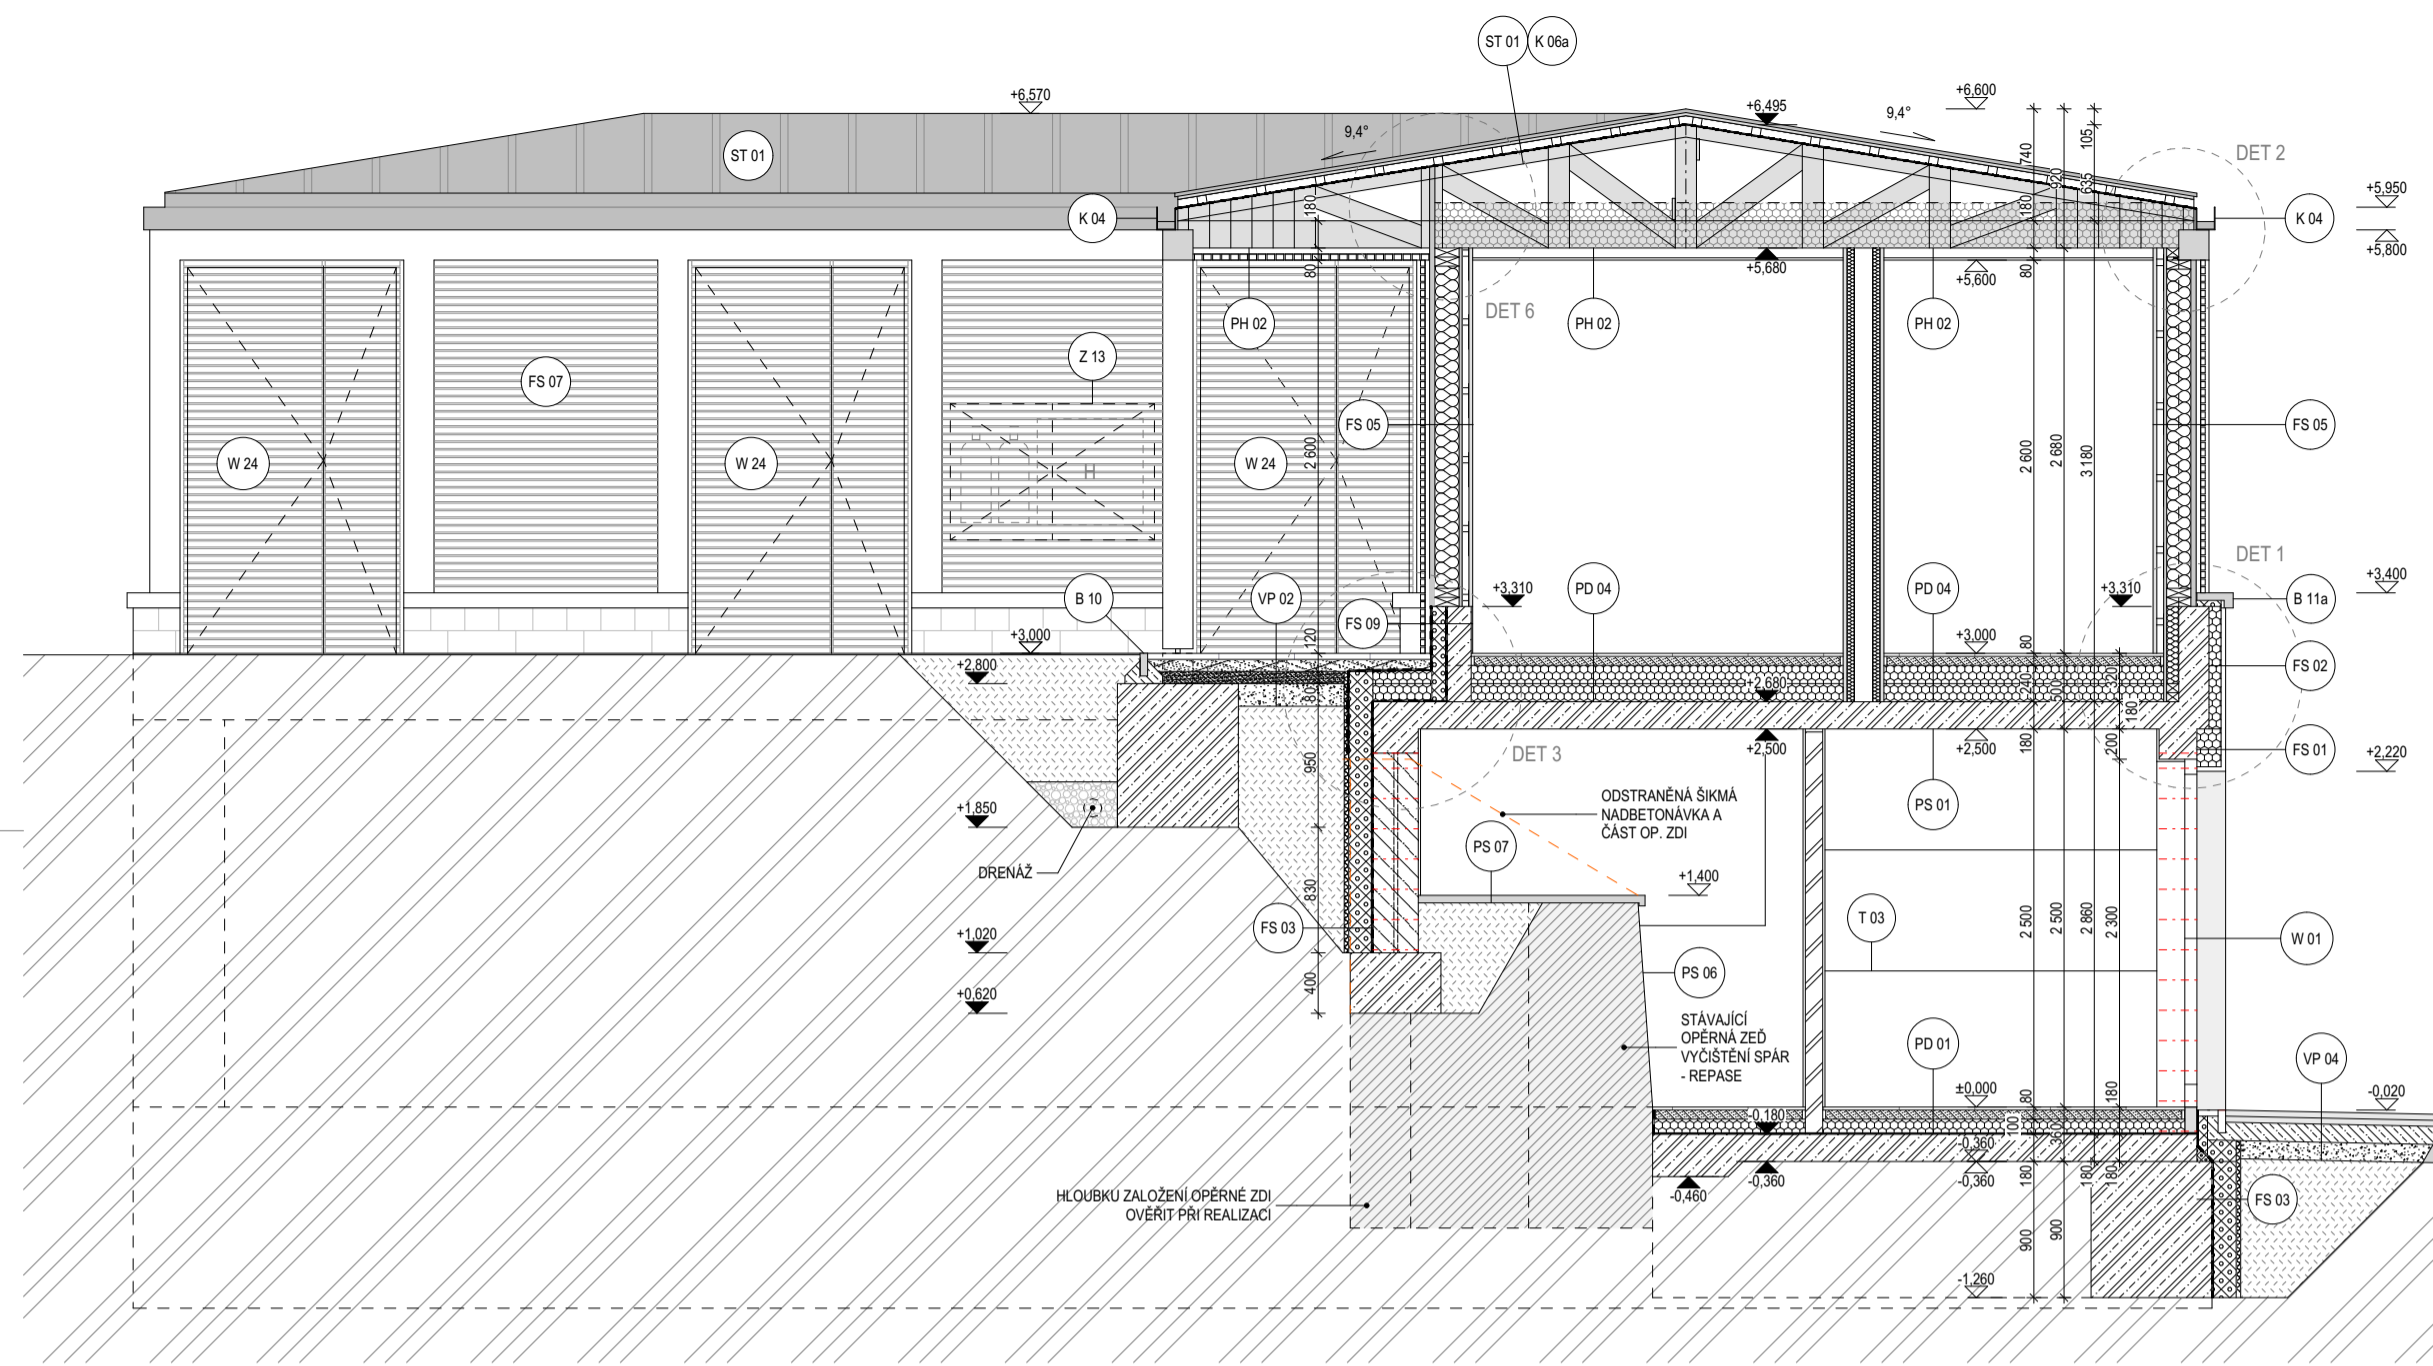 ST 01
K 06a
+6,570
+6,495
+6,600
9,4°
9,4°
ST 01
DET 2
+5,950
K 04
K 04
+5,800
740
920
105
635
180
180
+5,680
+5,600
80
80
DET 6
PH 02
PH 02
PH 02
Z 13
FS 07
FS 05
FS 05
W 24
W 24
W 24
H
2 600
2 600
2 680
3 180
DET 1
B 10
VP 02
FS 09
+3,310
PD 04
PD 04
+3,310
+3,400
B 11a
+3,000
+3,000
120
80
+2,800
FS 02
+2,680
240
500
320
180
180
200
+2,500
+2,500
FS 01
+2,220
DET 3
950
ODSTRANĚNÁ ŠIKMÁ
NADBETONÁVKA A
ČÁST OP. ZDI
PS 01
+1,850
PS 07
DRENÁŽ
+1,400
830
FS 03
T 03
2 500
2 500
2 860
2 300
W 01
+1,020
PS 06
400
+0,620
STÁVAJÍCÍ
OPĚRNÁ ZEĎ
VYČIŠTĚNÍ SPÁR
- REPASE
PD 01
VP 04
±0,000
80
180
-0,020
-0,180
100
360
-0,360
-0,360
-0,360
-0,460
180
180
180
HLOUBKU ZALOŽENÍ OPĚRNÉ ZDI
OVĚŘIT PŘI REALIZACI
FS 03
900
900
-1,260